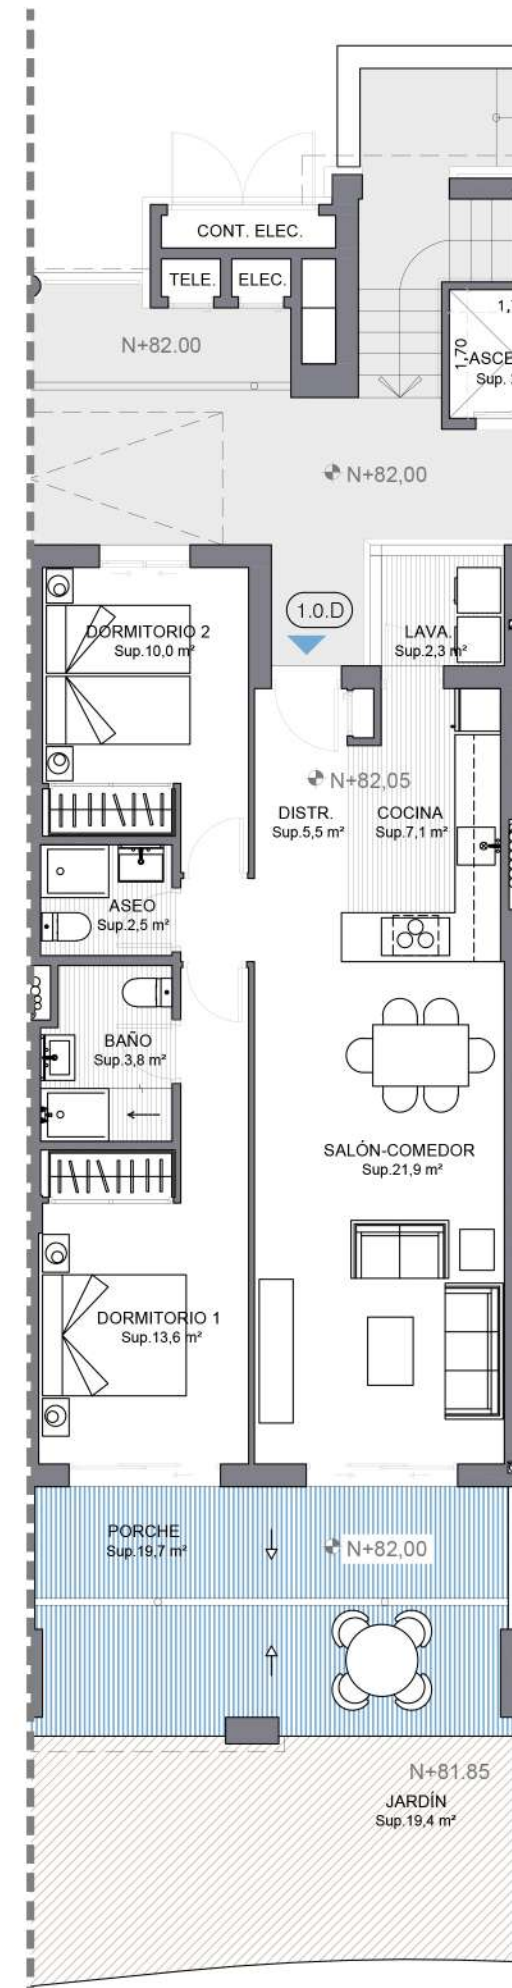 CONT. ELEC.
TELE.
ELEC.
1,70
ASCE
Sup.
N+82.00
N+82,00
1.0.D
DORMITORIO 2
Sup.10,0 m²
LAVA.
Sup.2,3 m²
N+82,05
DISTR.
Sup.5,5 m²
COCINA
Sup.7,1 m²
ASEO
Sup.2,5 m²
BAÑO
Sup.3,8 m²
SALÓN-COMEDOR
Sup.21,9 m²
DORMITORIO 1
Sup.13,6 m²
PORCHE
Sup.19,7 m²
N+82,00
N+81.85
JARDÍN
Sup.19,4 m²